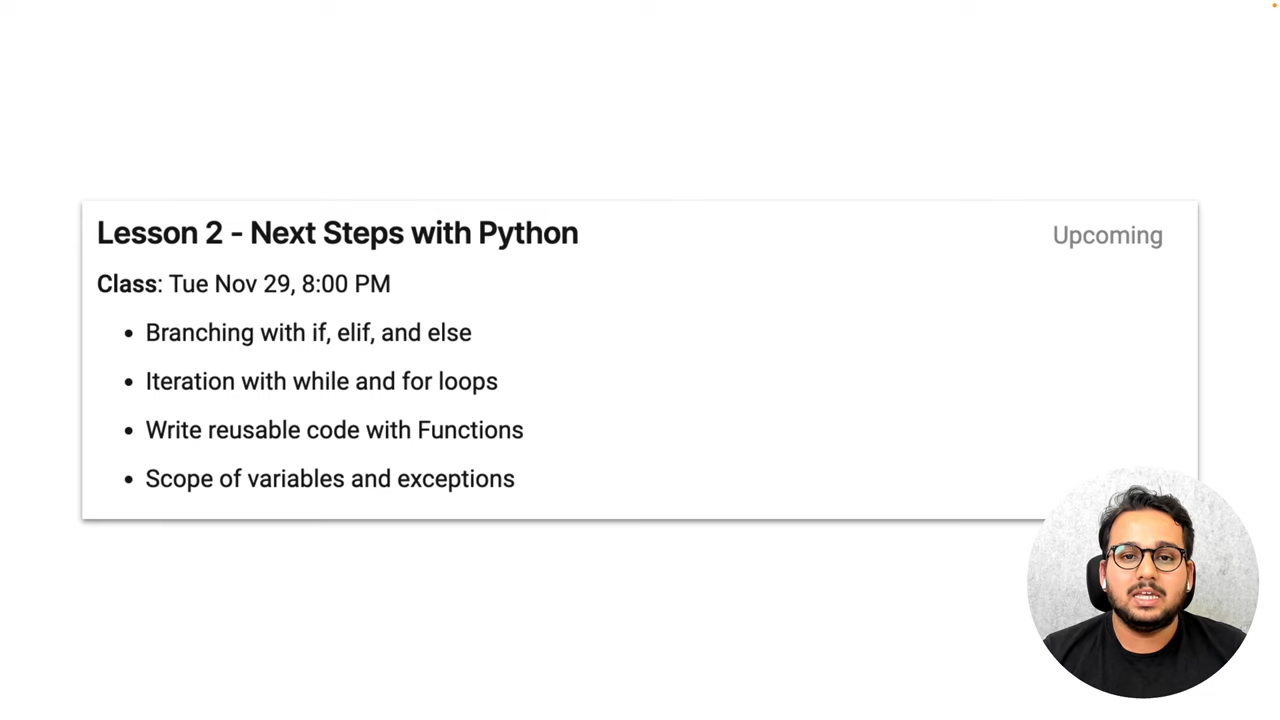 Lesson 2 - Next Steps with Python
Upcoming
Class: Tue Nov 29, 8:00 PM
• Branching with if, elif, and else
• Iteration with while and for loops
• Write reusable code with Functions
• Scope of variables and exceptions